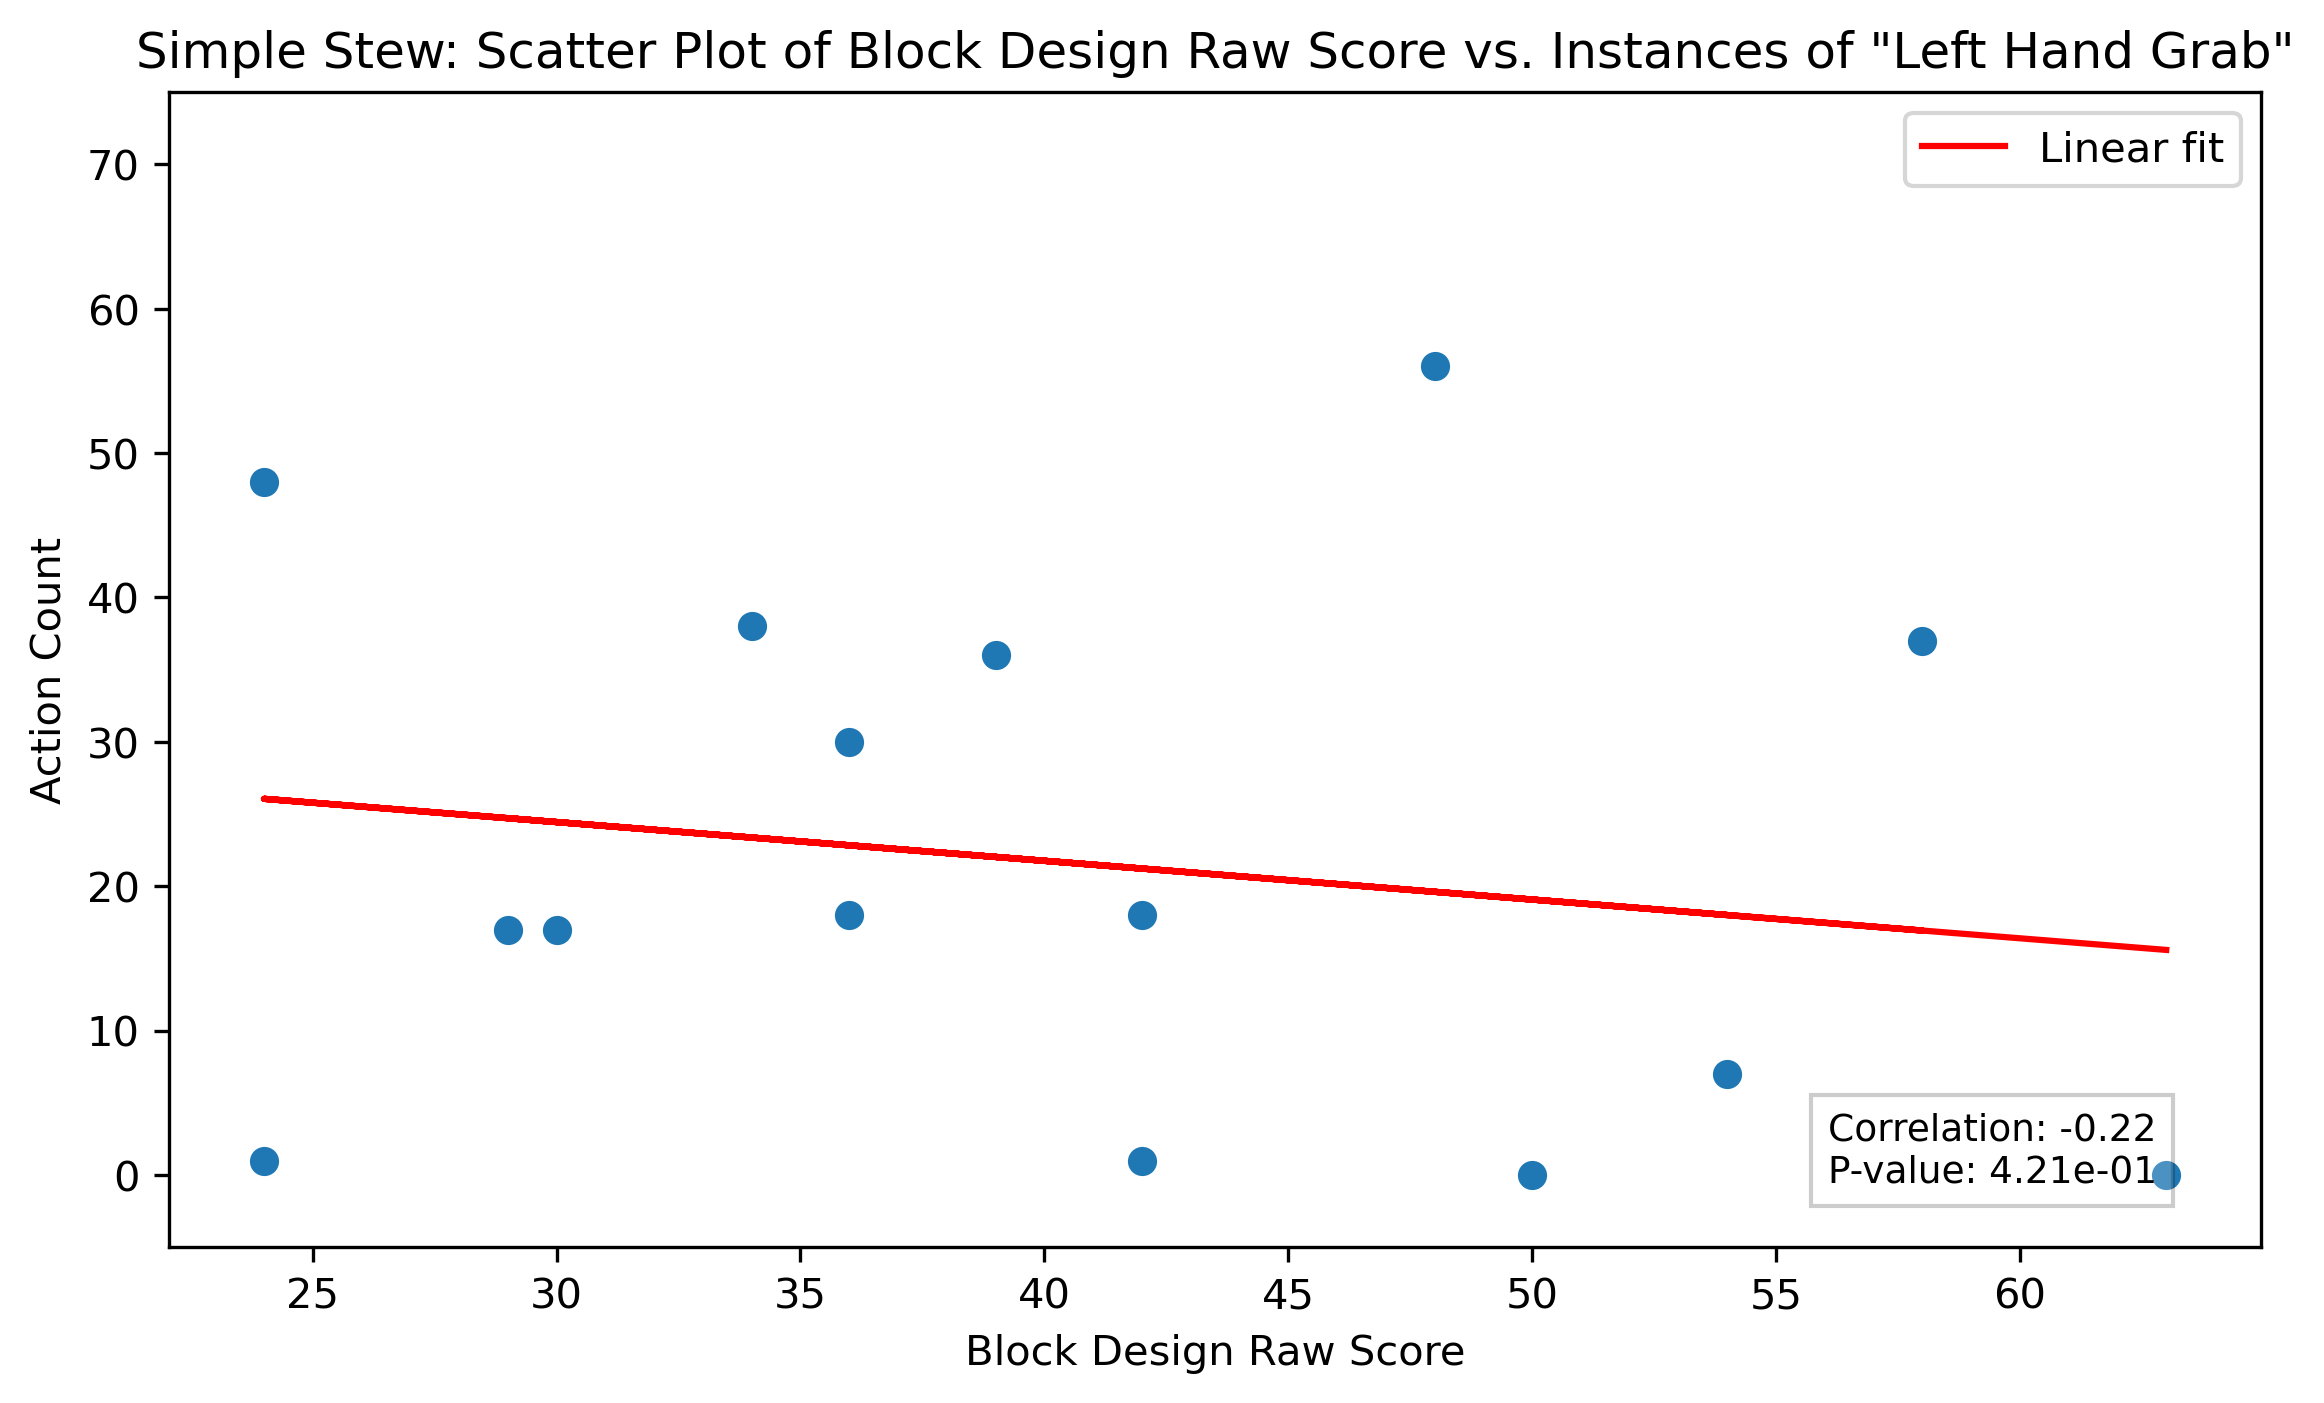 Simple Stew: Scatter Plot of Block Design Raw Score vs. Instances of "Left Hand Grab"
Linear fit
70
60
50
40
30
20
10
0
Action Count
Correlation: -0.22
P-value: 4.21e-01
25 30 35 40 45 50 55 60
Block Design Raw Score